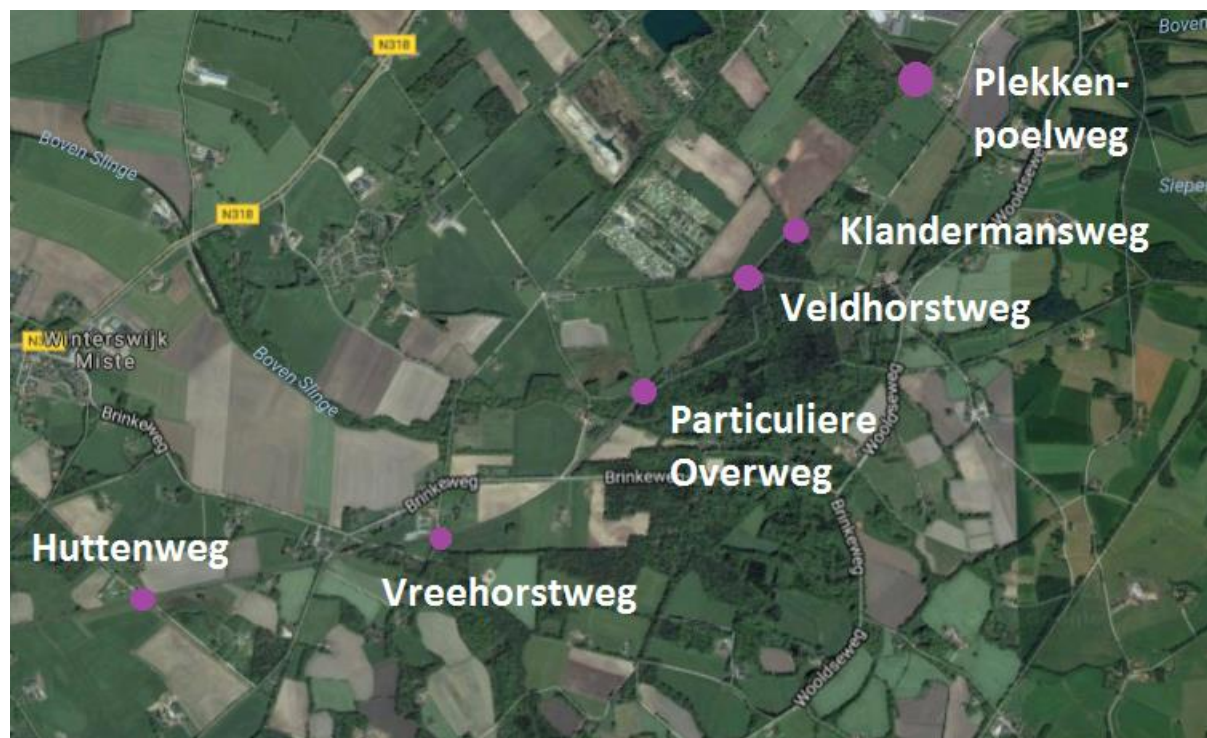 Boven
N318
Plekken-
poelweg
Boven Slinge
Sieper
N318
Wooldseweg
Klandermansweg
Veldhorstweg
Winterswijk
Miste
Boven Slinge
Brinkeweg
Particuliere
Overweg
Wooldseweg
Brinkeweg
Brinkeweg
Brinkeweg
Huttenweg
Vreehorstweg
Wooldseweg